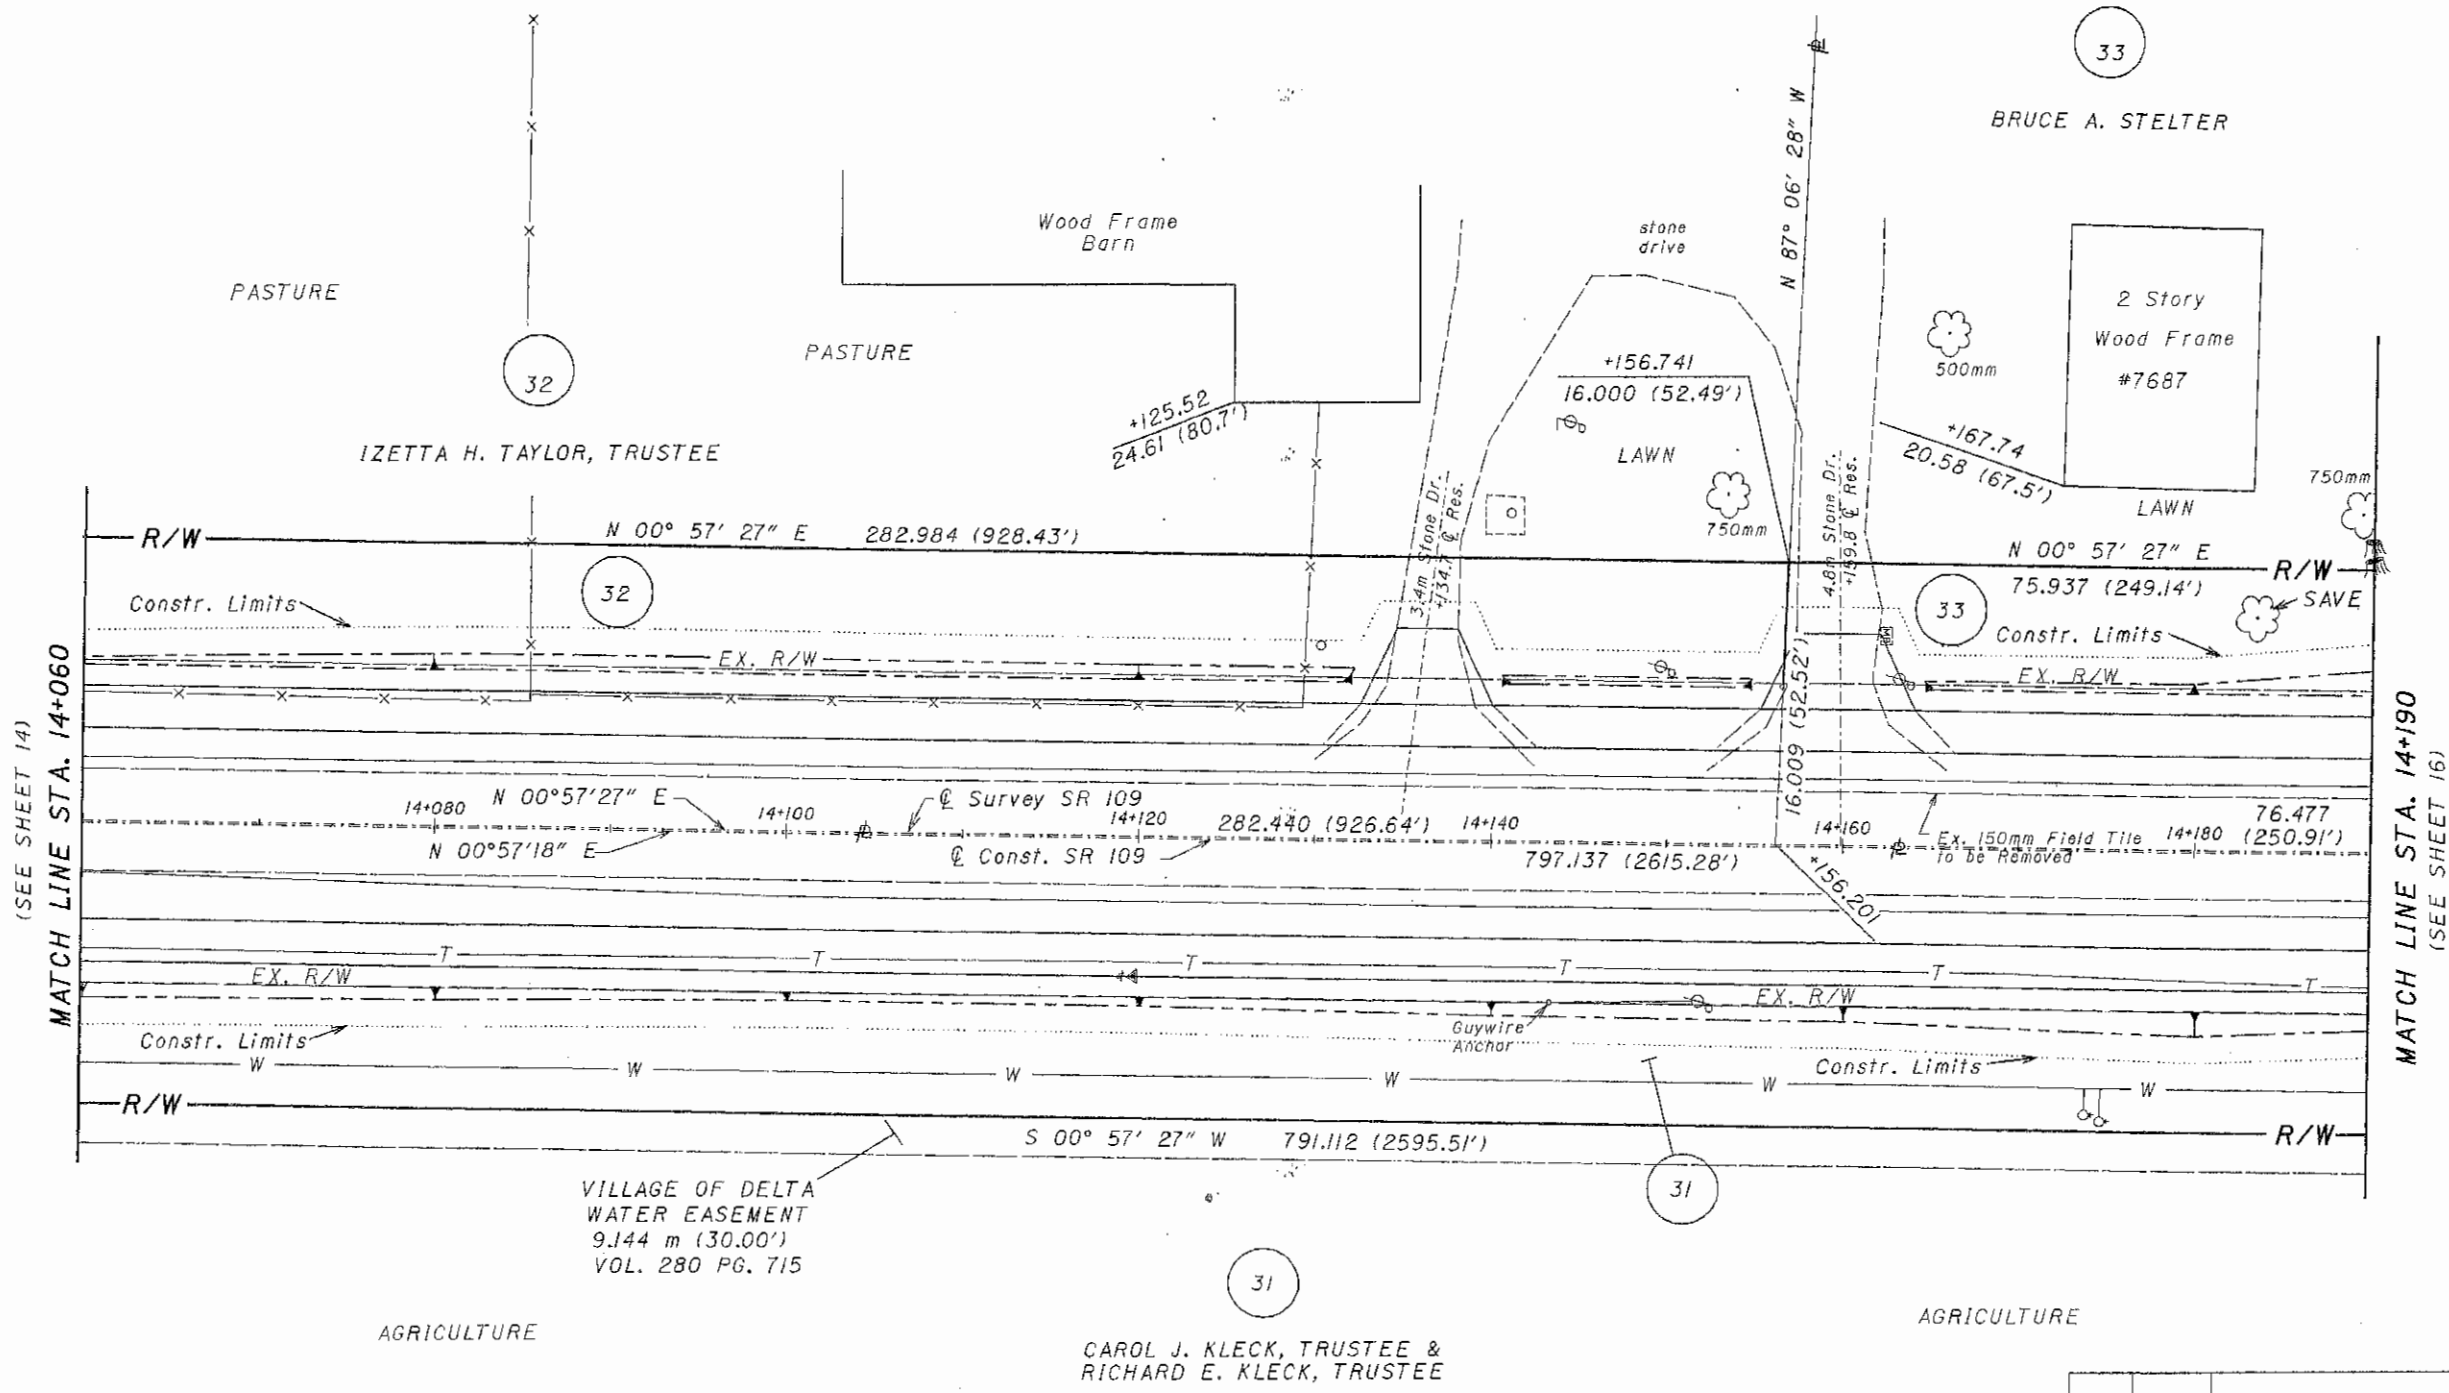 33
BRUCE A. STELTER
N 87° 06' 28" W
Wood Frame
Barn
stone
drive
PASTURE
PASTURE
2 Story
Wood Frame
#7687
500mm
32
+156.741
16.000 (52.49')
+125.52
24.61 (80.7')
IZETTA H. TAYLOR, TRUSTEE
LAWN
+167.74
20.58 (67.5')
LAWN
750mm
750mm
3.4m Stone Dr.
+134.7 ℄ Res.
4.8m Stone Dr.
+159.8 ℄ Res.
R/W
N 00° 57' 27" E 282.984 (928.43')
N 00° 57' 27" E
R/W
75.937 (249.14')
32
33
SAVE
Constr. Limits
Constr. Limits
EX. R/W
EX. R/W
MB
16.009 (52.52')
MATCH LINE STA. 14+060
(SEE SHEET 14)
MATCH LINE STA. 14+190
(SEE SHEET 16)
14+080
N 00°57'27" E
14+100
℄ Survey SR 109
14+120
282.440 (926.64')
14+140
14+160
14+180
76.477
(250.91')
N 00°57'18" E
℄ Const. SR 109
797.137 (2615.28')
Ex. 150mm Field Tile
to be Removed
+156.201
T T T T T T
EX. R/W
EX. R/W
Guywire
Anchor
Constr. Limits
Constr. Limits
W W W W W W
R/W
S 00° 57' 27" W 791.112 (2595.51')
R/W
31
VILLAGE OF DELTA
WATER EASEMENT
9.144 m (30.00')
VOL. 280 PG. 715
31
AGRICULTURE
AGRICULTURE
CAROL J. KLECK, TRUSTEE &
RICHARD E. KLECK, TRUSTEE